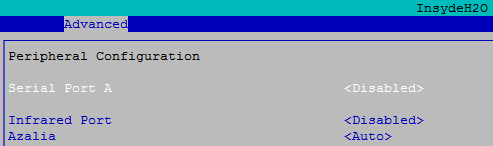 InsydeH2O
Advanced
Peripheral Configuration
Serial Port A <Disabled>
Infrared Port <Disabled>
Azalia <Auto>